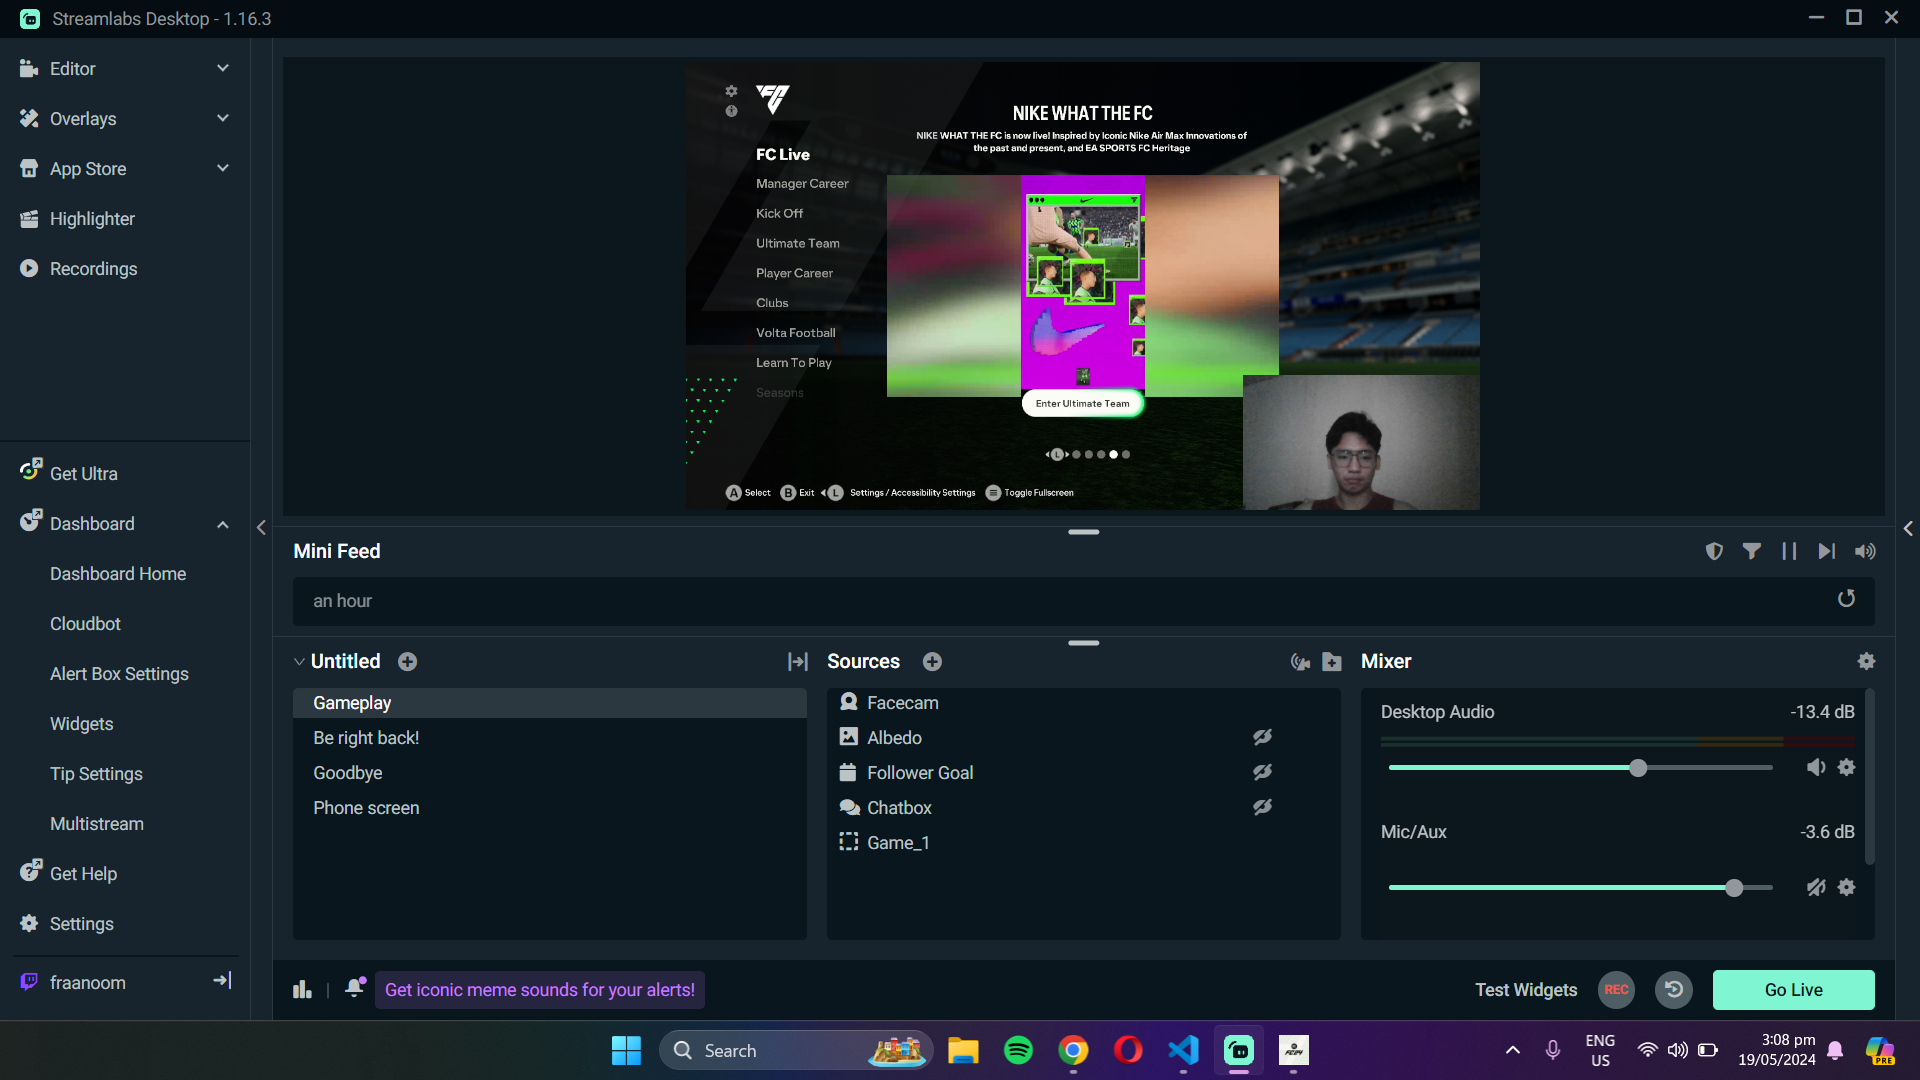 Streamlabs Desktop - 1.16.3
Editor
Overlays
App Store
Highlighter
Recordings
Get Ultra
Dashboard
Dashboard Home
Cloudbot
Alert Box Settings
Widgets
Tip Settings
Multistream
Get Help
Settings
fraanoom
FC
NIKE WHAT THE FC
NIKE WHAT THE FC is now live! Inspired by Iconic Nike Air Max Innovations of
the past and present, and EA SPORTS FC Heritage
FC Live
Manager Career
Kick Off
Ultimate Team
Player Career
Clubs
Volta Football
Learn To Play
Seasons
Enter Ultimate Team
L
A Select B Exit L Settings / Accessibility Settings Toggle Fullscreen
Mini Feed
an hour
Untitled
Gameplay
Be right back!
Goodbye
Phone screen
Sources
Facecam
Albedo
Follower Goal
Chatbox
Game_1
Mixer
Desktop Audio -13.4 dB
Mic/Aux -3.6 dB
Get iconic meme sounds for your alerts!
Test Widgets
REC
Go Live
Search
FC24
ENG
US
3:08 pm
19/05/2024
PRE